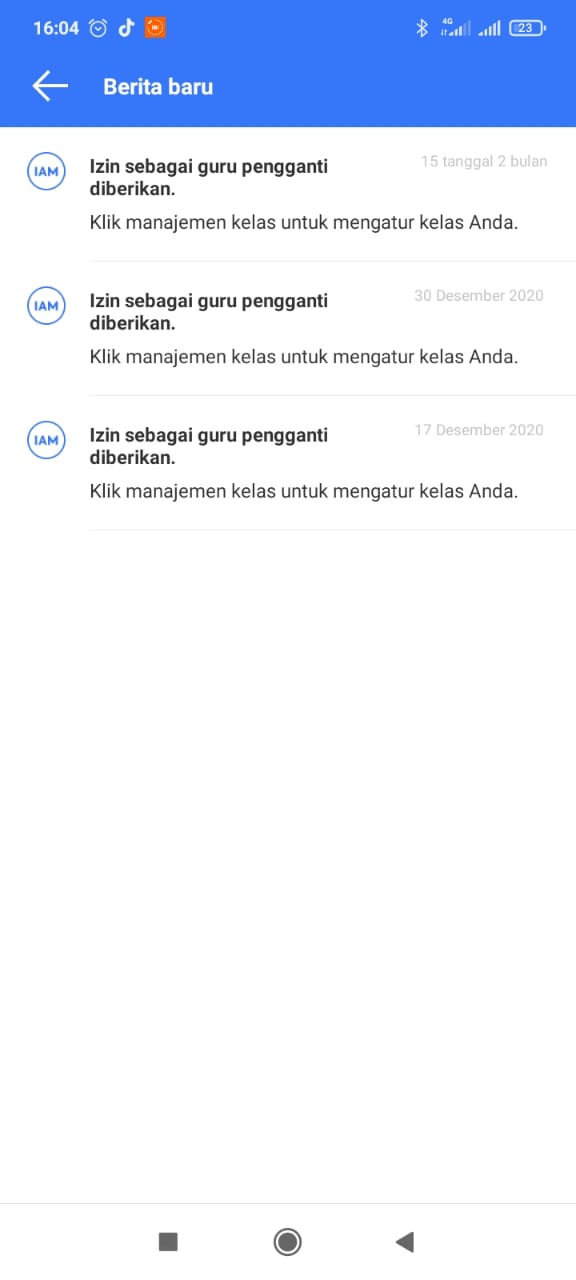 16:04 4G 23
Berita baru
IAM
Izin sebagai guru pengganti
diberikan.
15 tanggal 2 bulan
Klik manajemen kelas untuk mengatur kelas Anda.
IAM
Izin sebagai guru pengganti
diberikan.
30 Desember 2020
Klik manajemen kelas untuk mengatur kelas Anda.
IAM
Izin sebagai guru pengganti
diberikan.
17 Desember 2020
Klik manajemen kelas untuk mengatur kelas Anda.